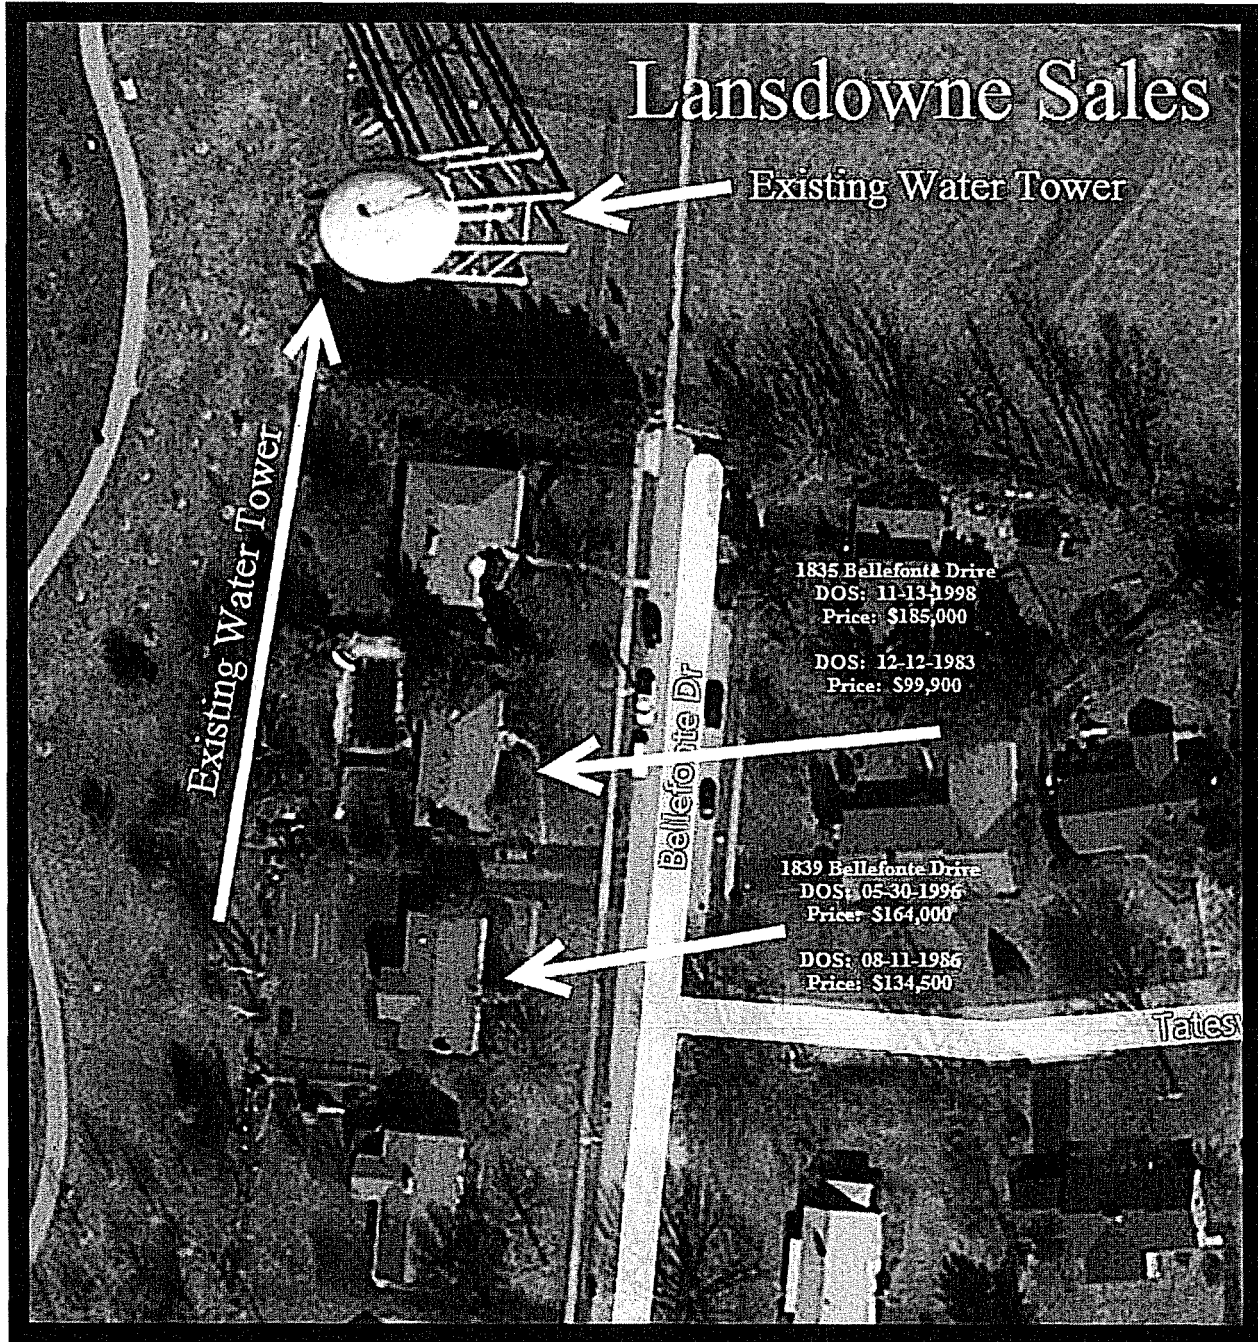 Lansdowne Sales
Existing Water Tower
Existing Water Tower
1835 Bellefonte Drive
DOS: 11-13-1998
Price: $185,000
DOS: 12-12-1983
Price: $99,900
Bellefonte Dr
1839 Bellefonte Drive
DOS: 05-30-1996
Price: $164,000
DOS: 08-11-1986
Price: $134,500